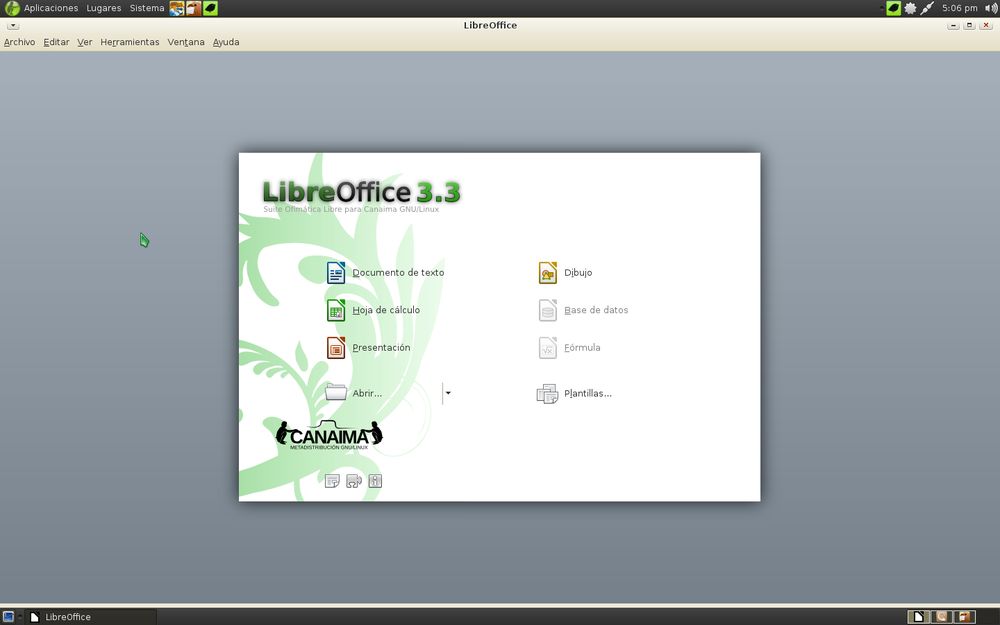 Aplicaciones Lugares Sistema 5:06 pm
LibreOffice
Archivo Editar Ver Herramientas Ventana Ayuda
LibreOffice 3.3
Suite Ofimática Libre para Canaima GNU/Linux
Documento de texto
Dibujo
Hoja de cálculo
Base de datos
Presentación
Fórmula
Abrir...
Plantillas...
CANAIMA
METADISTRIBUCIÓN GNU/LINUX
LibreOffice